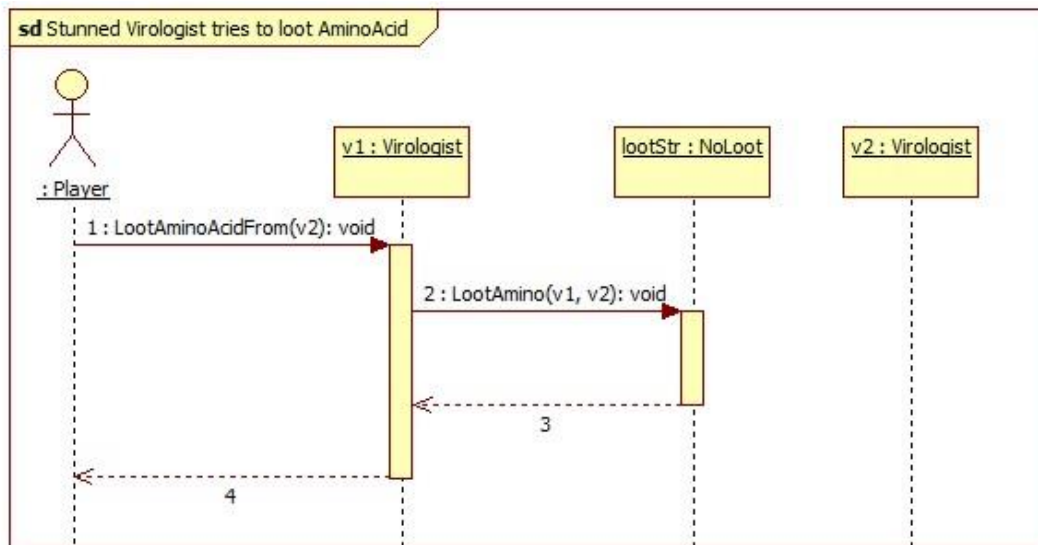 sd Stunned Virologist tries to loot AminoAcid
v1 : Virologist
lootStr : NoLoot
v2 : Virologist
: Player
1 : LootAminoAcidFrom(v2): void
2 : LootAmino(v1, v2): void
3
4